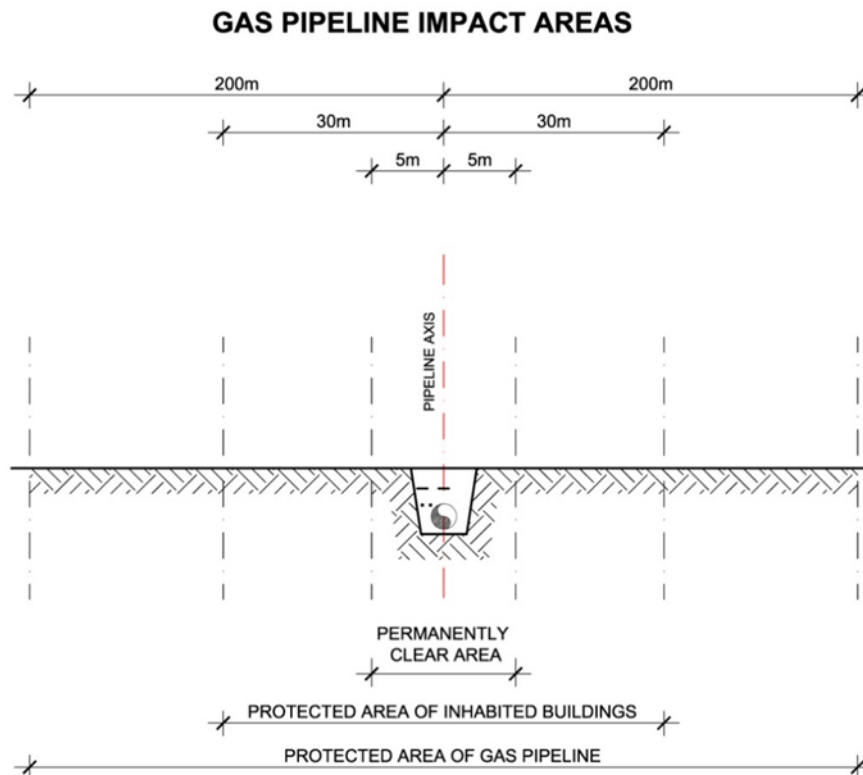 GAS PIPELINE IMPACT AREAS
200m 200m
30m 30m
5m 5m
PIPELINE AXIS
PERMANENTLY
CLEAR AREA
PROTECTED AREA OF INHABITED BUILDINGS
PROTECTED AREA OF GAS PIPELINE